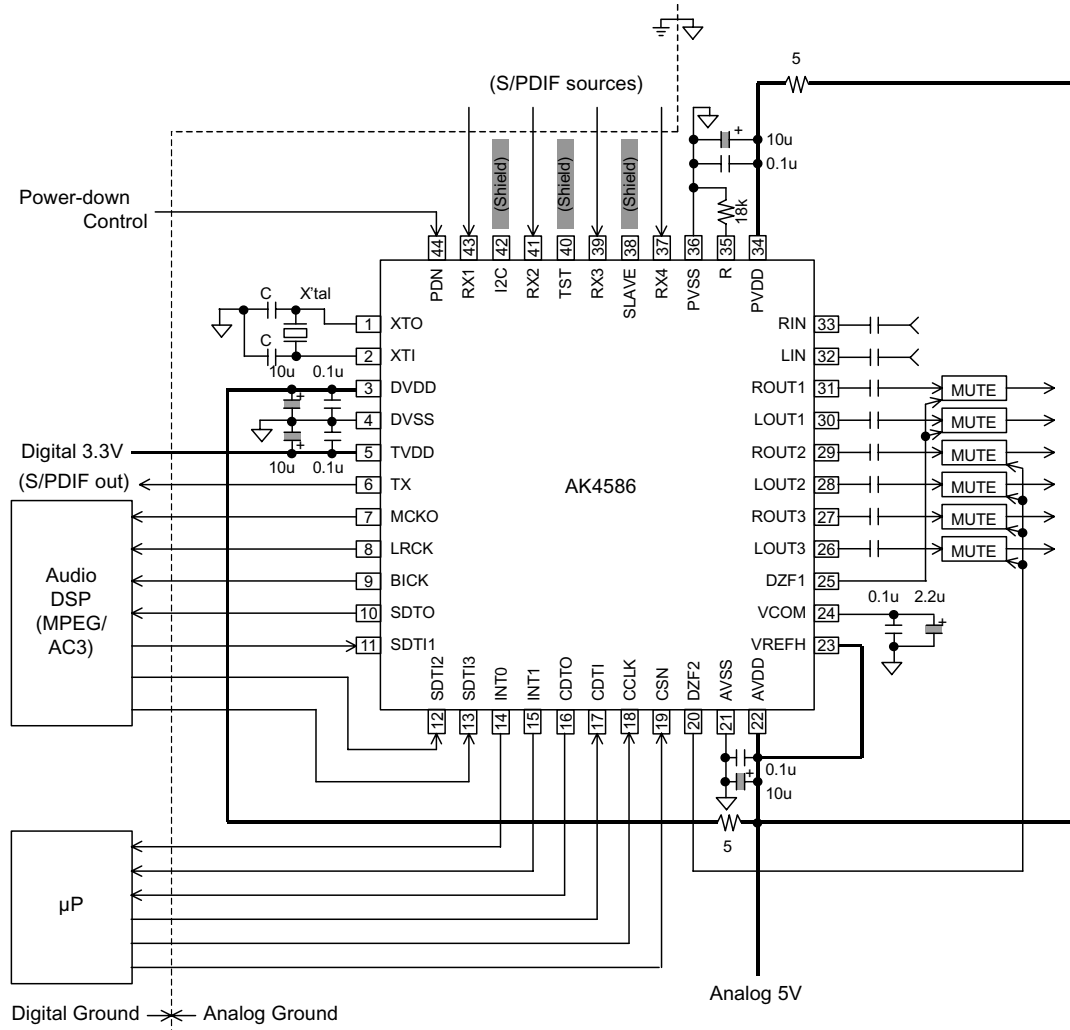 5
(S/PDIF sources)
+
10u
0.1u
(Shield)
(Shield)
(Shield)
18k
Power-down
Control
44
43
42
41
40
39
38
37
36
35
34
PDN
RX1
I2C
RX2
TST
RX3
SLAVE
RX4
PVSS
R
PVDD
C
X'tal
C
1 XTO
2 XTI
10u
0.1u
+
3 DVDD
4 DVSS
+
Digital 3.3V
10u
0.1u
5 TVDD
(S/PDIF out)
6 TX
7 MCKO
8 LRCK
9 BICK
10 SDTO
11 SDTI1
Audio
DSP
(MPEG/
AC3)
AK4586
RIN 33
LIN 32
ROUT1 31
MUTE
LOUT1 30
MUTE
ROUT2 29
MUTE
LOUT2 28
MUTE
ROUT3 27
MUTE
LOUT3 26
MUTE
DZF1 25
VCOM 24
0.1u
2.2u
+
VREFH 23
SDTI2
SDTI3
INT0
INT1
CDTO
CDTI
CCLK
CSN
DZF2
AVSS
AVDD
12
13
14
15
16
17
18
19
20
21
22
0.1u
+
10u
5
µP
Analog 5V
Digital Ground
Analog Ground